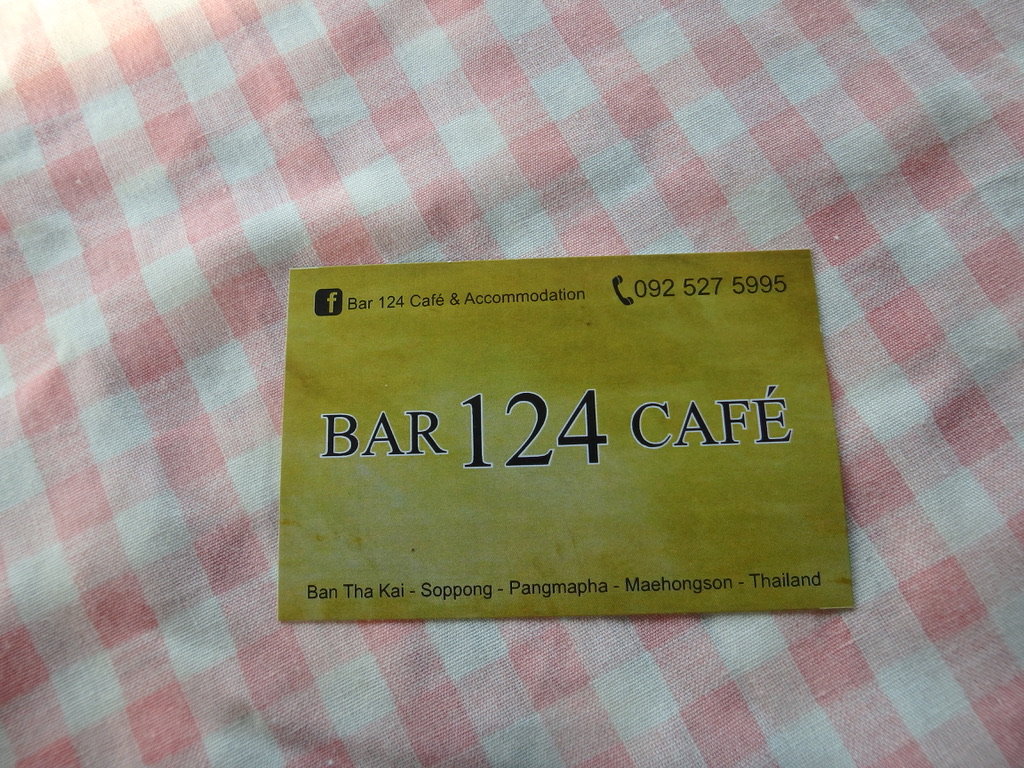 f Bar 124 Café & Accommodation 092 527 5995
BAR 124 CAFÉ
Ban Tha Kai - Soppong - Pangmapha - Maehongson - Thailand